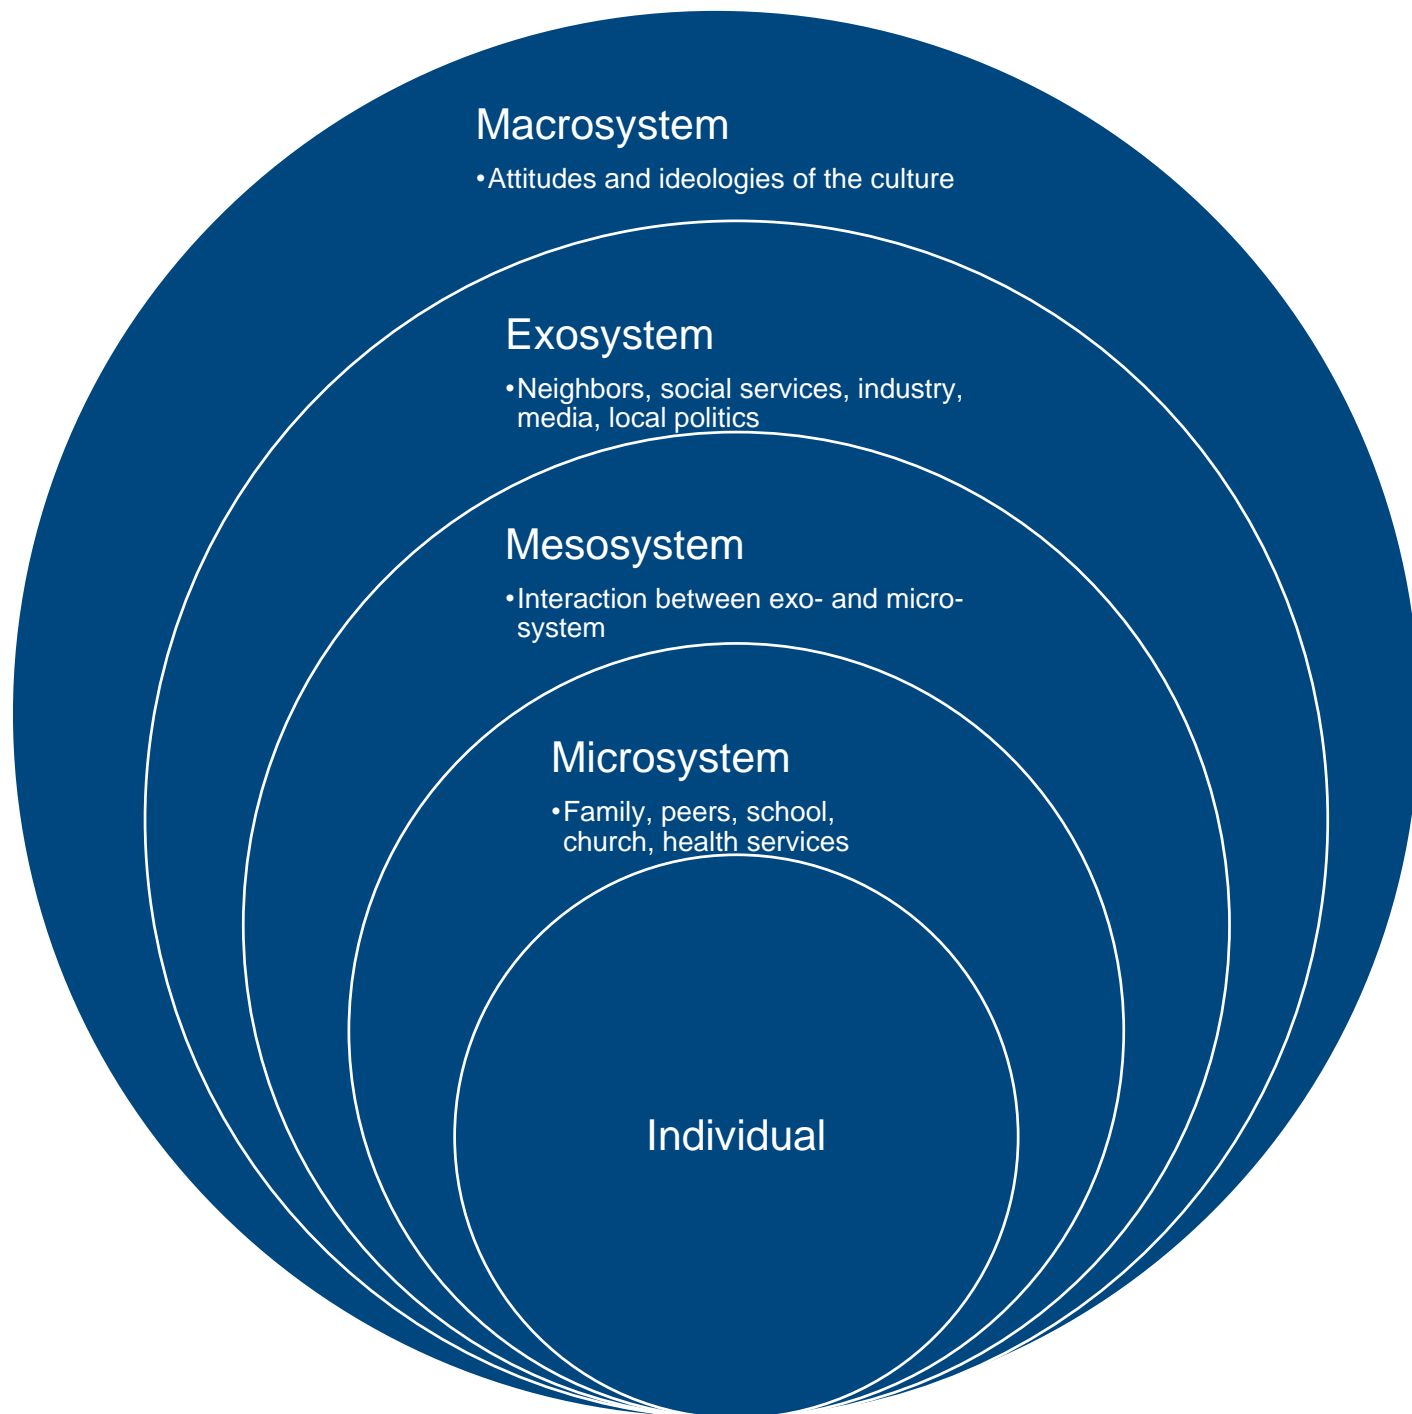 Macrosystem
•Attitudes and ideologies of the culture
Exosystem
•Neighbors, social services, industry,
media, local politics
Mesosystem
•Interaction between exo- and micro-
system
Microsystem
•Family, peers, school,
church, health services
Individual